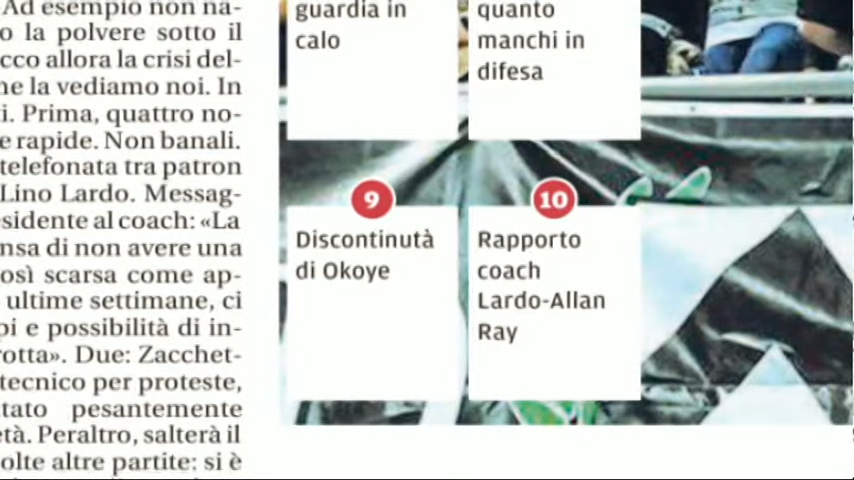 Ad esempio non na-
o la polvere sotto il
cco allora la crisi del-
ne la vediamo noi. In
i. Prima, quattro no-
e rapide. Non banali.
telefonata tra patron
Lino Lardo. Messag-
esidente al coach: «La
nsa di non avere una
osì scarsa come ap-
ultime settimane, ci
pi e possibilità di in-
rotta». Due: Zacchet-
tecnico per proteste,
tato pesantemente
età. Peraltro, salterà il
olte altre partite: si è
guardia in
calo
quanto
manchi in
difesa
9
Discontinutà
di Okoye
10
Rapporto
coach
Lardo-Allan
Ray